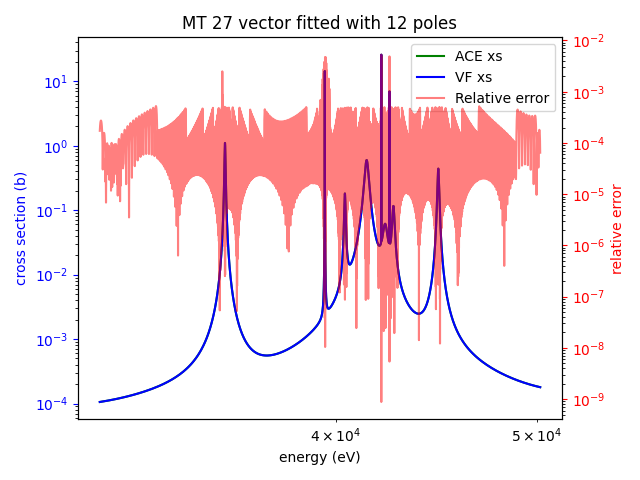 MT 27 vector fitted with 12 poles
ACE xs
VF xs
Relative error
cross section (b)
10¹
10⁰
10⁻¹
10⁻²
10⁻³
10⁻⁴
10⁻²
10⁻³
10⁻⁴
10⁻⁵
10⁻⁶
10⁻⁷
10⁻⁸
10⁻⁹
relative error
4 × 10⁴
5 × 10⁴
energy (eV)